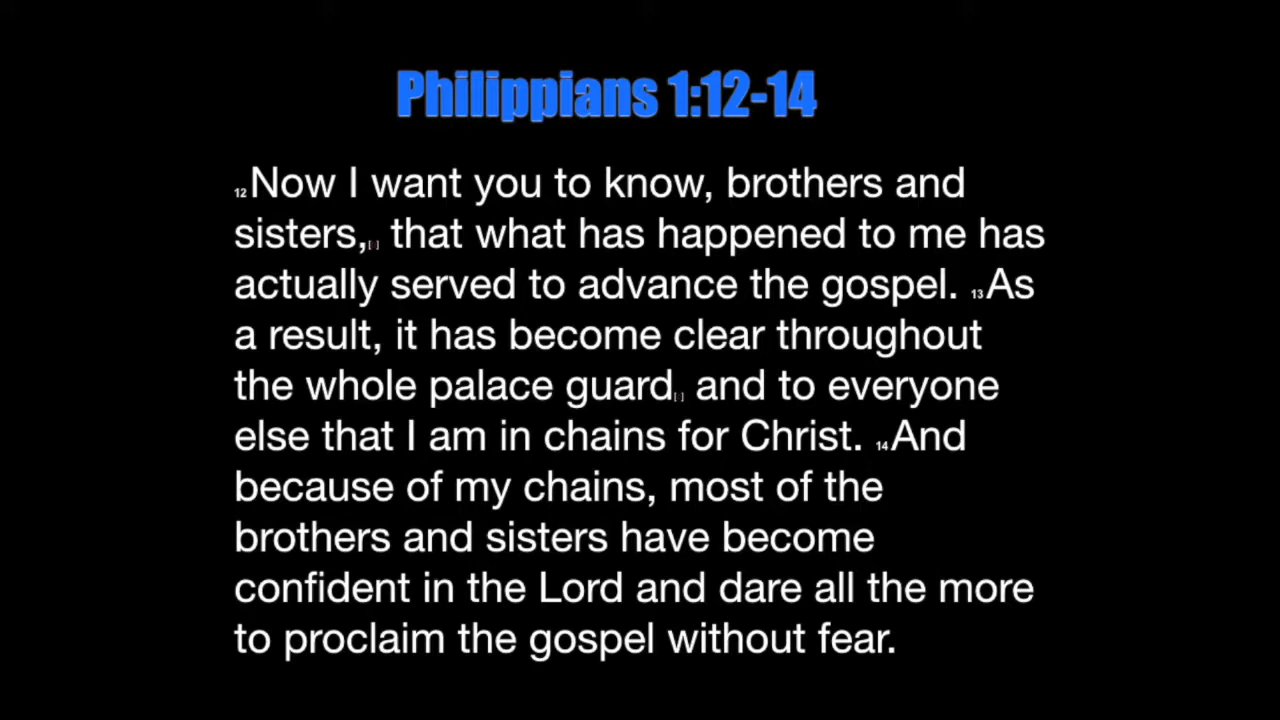 Philippians 1:12-14
12Now I want you to know, brothers and
sisters,[ ] that what has happened to me has
actually served to advance the gospel. 13As
a result, it has become clear throughout
the whole palace guard[ ] and to everyone
else that I am in chains for Christ. 14And
because of my chains, most of the
brothers and sisters have become
confident in the Lord and dare all the more
to proclaim the gospel without fear.